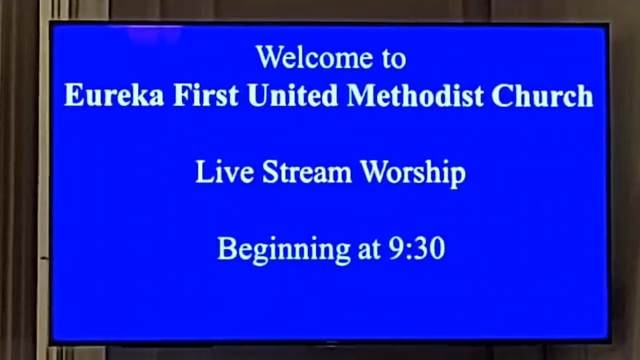 Welcome to
Eureka First United Methodist Church
Live Stream Worship
Beginning at 9:30